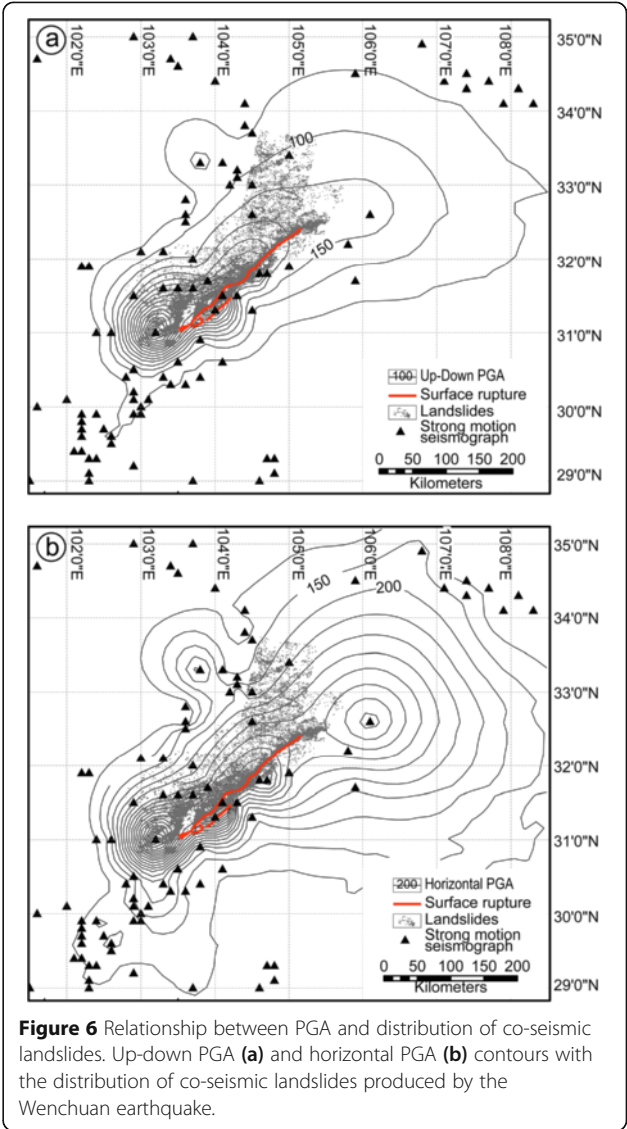 a
102'0"E
103'0"E
104'0"E
105'0"E
106'0"E
107'0"E
108'0"E
35'0"N
34'0"N
33'0"N
32'0"N
31'0"N
30'0"N
29'0"N
100
150
100 Up-Down PGA
Surface rupture
Landslides
Strong motion
seismograph
0 50 100 150 200
Kilometers
b
102'0"E
103'0"E
104'0"E
105'0"E
106'0"E
107'0"E
108'0"E
35'0"N
34'0"N
33'0"N
32'0"N
31'0"N
30'0"N
29'0"N
150
200
200 Horizontal PGA
Surface rupture
Landslides
Strong motion
seismograph
0 50 100 150 200
Kilometers
Figure 6 Relationship between PGA and distribution of co-seismic
landslides. Up-down PGA (a) and horizontal PGA (b) contours with
the distribution of co-seismic landslides produced by the
Wenchuan earthquake.